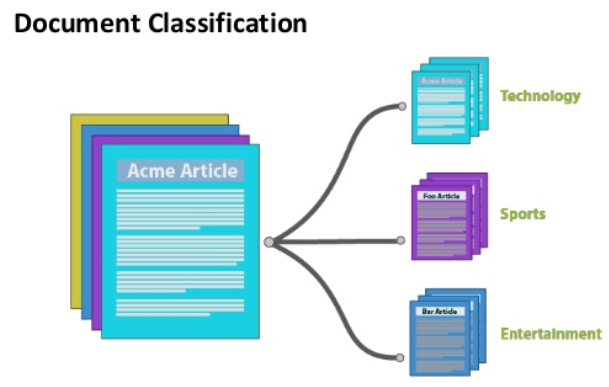 Document Classification
Acme Article
Acme Article
Technology
Foo Article
Sports
Bar Article
Entertainment